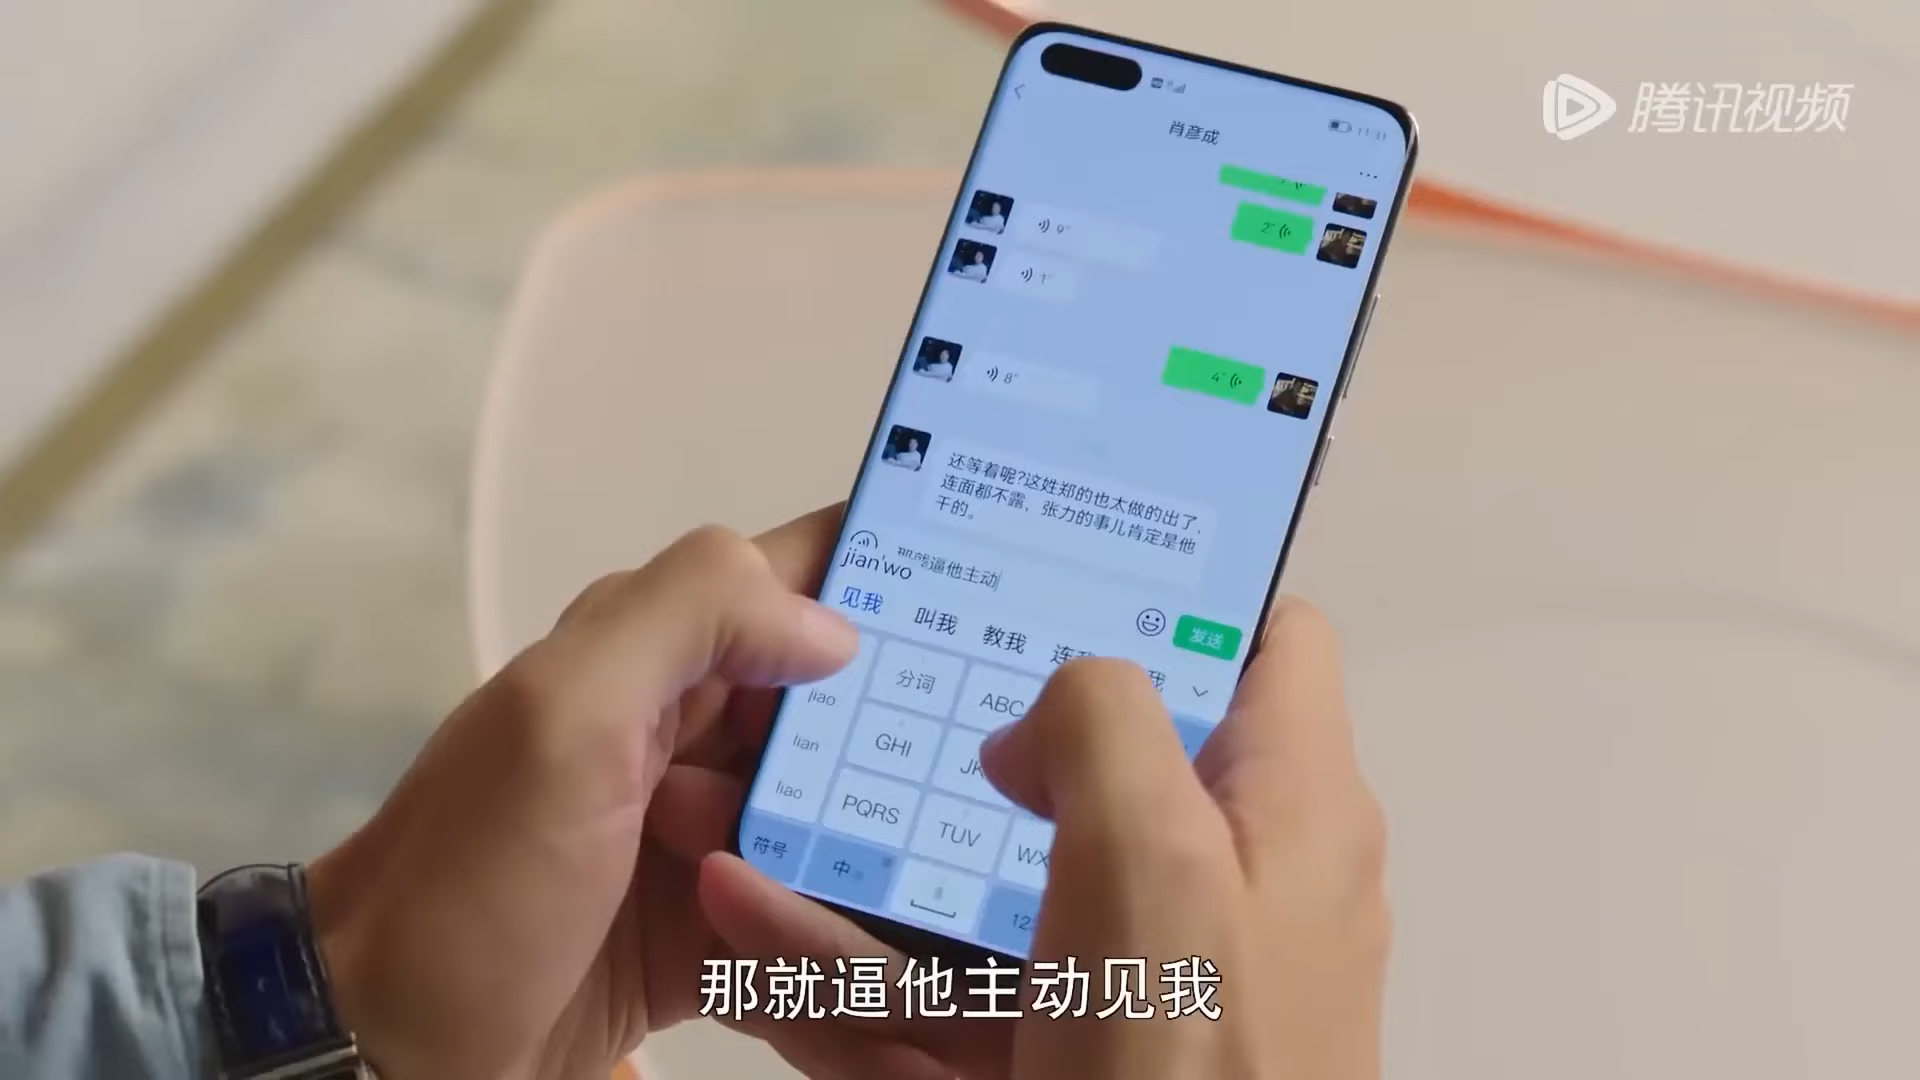 腾讯视频
11:31
肖彦成
2"
9"
1"
4"
8"
还等着呢?这姓郑的也太做的出了,
连面都不露，张力的事儿肯定是他
干的。
那就逼他主动
jian'wo
见我 叫我 教我 连我
发送
分词 ABC
jiao
GHI
lian
liao
PQRS TUV
符号 中
那就逼他主动见我